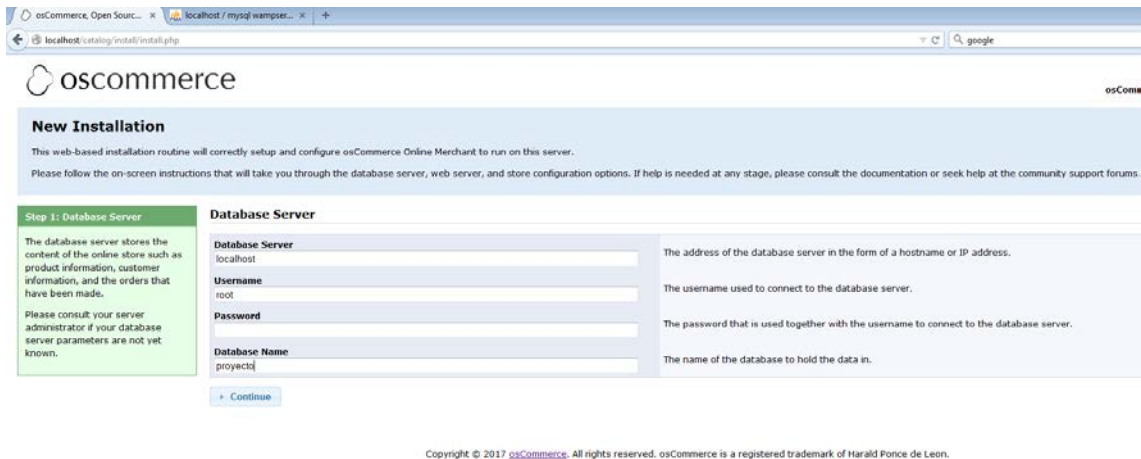 osCommerce, Open Sourc...
localhost / mysql wampser...
localhost/catalog/install/install.php
google
oscommerce
New Installation
This web-based installation routine will correctly setup and configure osCommerce Online Merchant to run on this server.
Please follow the on-screen instructions that will take you through the database server, web server, and store configuration options. If help is needed at any stage, please consult the documentation or seek help at the community support forums
Step 1: Database Server
The database server stores the
content of the online store such as
product information, customer
information, and the orders that
have been made.
Please consult your server
administrator if your database
server parameters are not yet
known.
Database Server
Database Server
localhost
The address of the database server in the form of a hostname or IP address.
Username
root
The username used to connect to the database server.
Password
The password that is used together with the username to connect to the database server.
Database Name
proyecto
The name of the database to hold the data in.
Continue
Copyright © 2017 osCommerce. All rights reserved. osCommerce is a registered trademark of Harald Ponce de Leon.